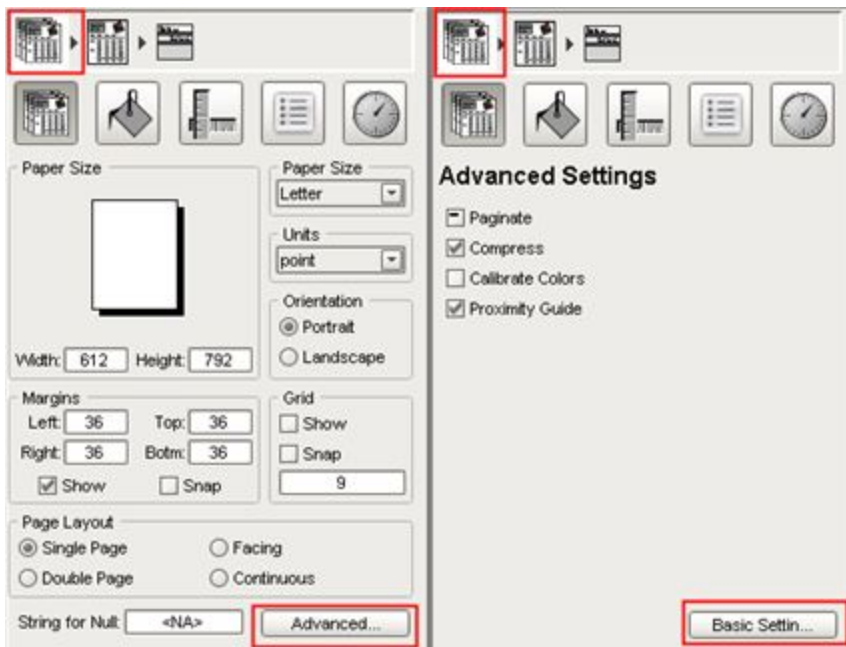 Paper Size
Paper Size
Letter
Units
point
Orientation
Portrait
Landscape
Width: 612 Height: 792
Margins
Left: 36 Top: 36
Right: 36 Botm: 36
Show Snap
Grid
Show
Snap
9
Page Layout
Single Page Facing
Double Page Continuous
String for Null: <NA> Advanced...
Advanced Settings
Paginate
Compress
Calibrate Colors
Proximity Guide
Basic Settin...